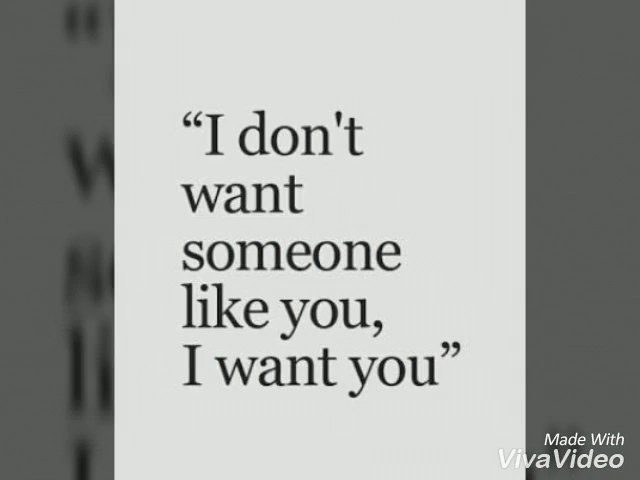 “I don't
want
someone
like you,
I want you”
Made With
VivaVideo